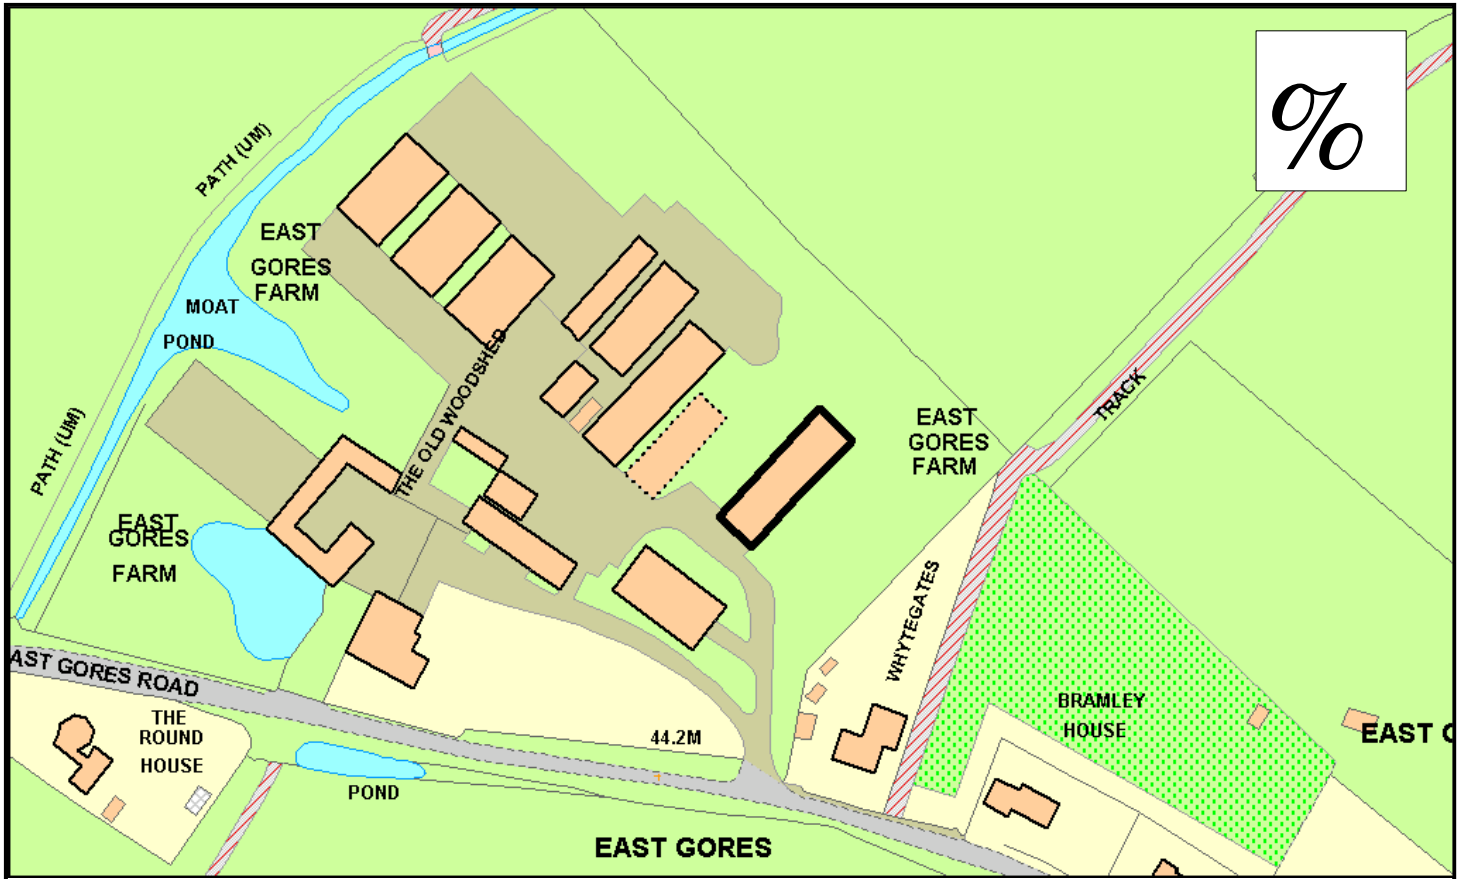 %
PATH (UM)
EAST
GORES
FARM
MOAT
POND
THE OLD WOODSHED
TRACK
EAST
GORES
FARM
PATH (UM)
EAST
GORES
FARM
WHYTEGATES
AST GORES ROAD
THE
ROUND
HOUSE
BRAMLEY
HOUSE
44.2M
EAST
POND
EAST GORES